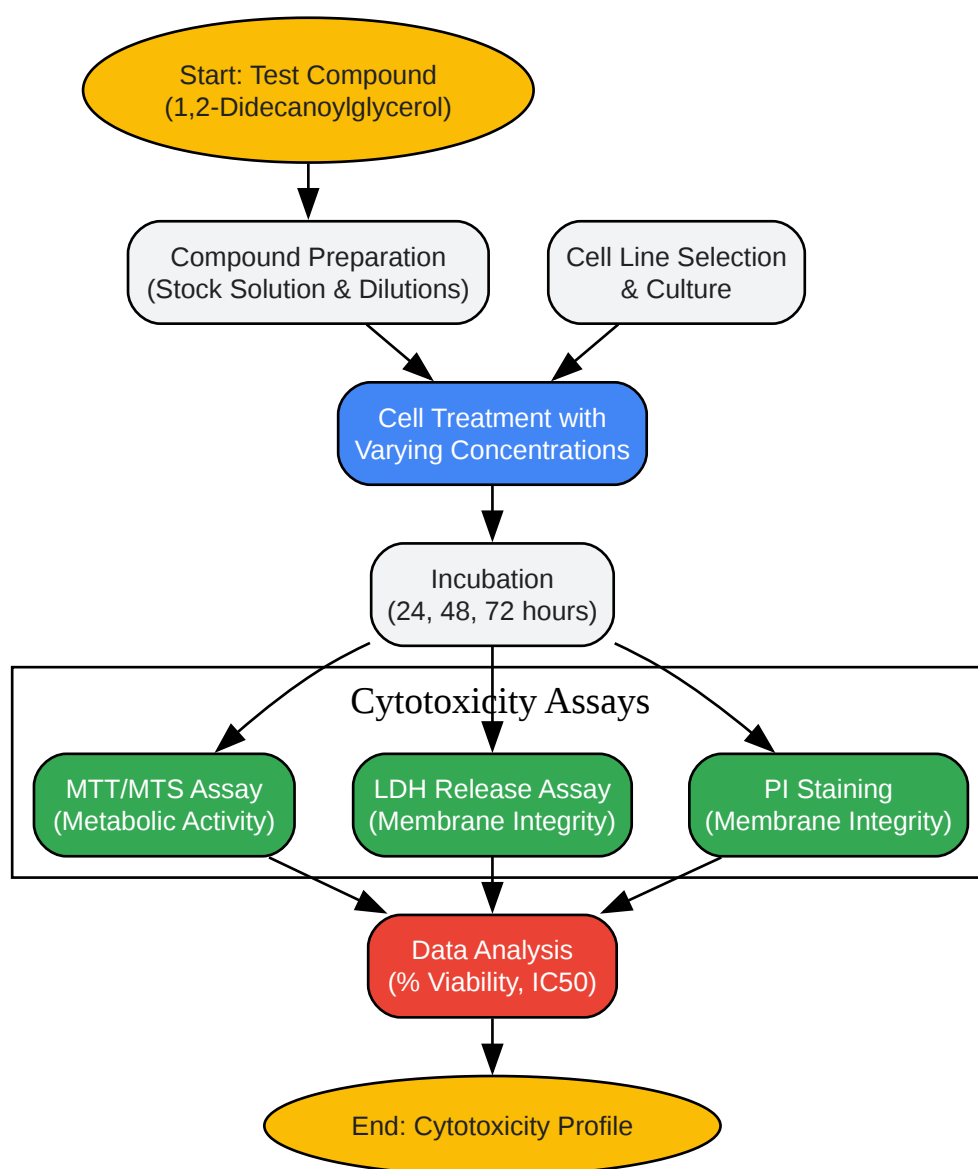 Start: Test Compound
(1,2-Didecanoylglycerol)
Compound Preparation
(Stock Solution & Dilutions)
Cell Line Selection
& Culture
Cell Treatment with
Varying Concentrations
Incubation
(24, 48, 72 hours)
Cytotoxicity Assays
MTT/MTS Assay
(Metabolic Activity)
LDH Release Assay
(Membrane Integrity)
PI Staining
(Membrane Integrity)
Data Analysis
(% Viability, IC50)
End: Cytotoxicity Profile